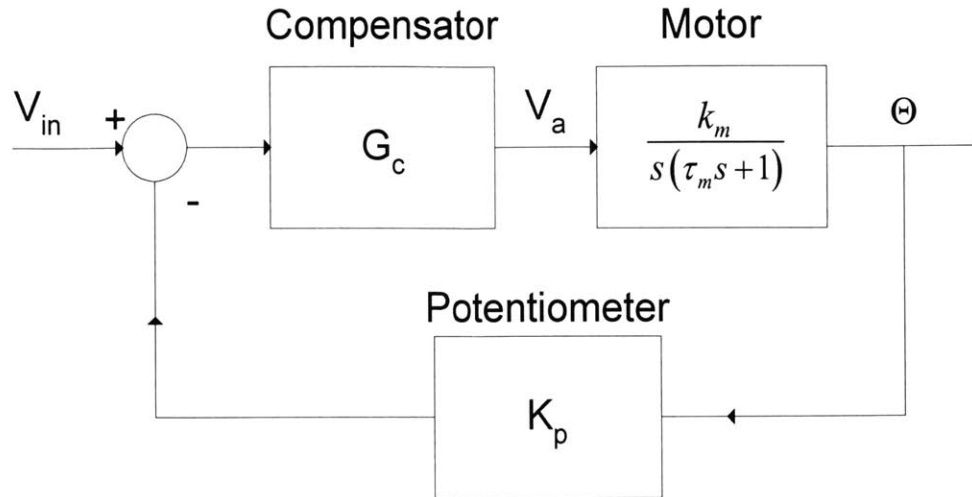 Compensator
Motor
V_in
+
-
G_c
V_a
k_m
s(τ_m s+1)
Θ
Potentiometer
K_p